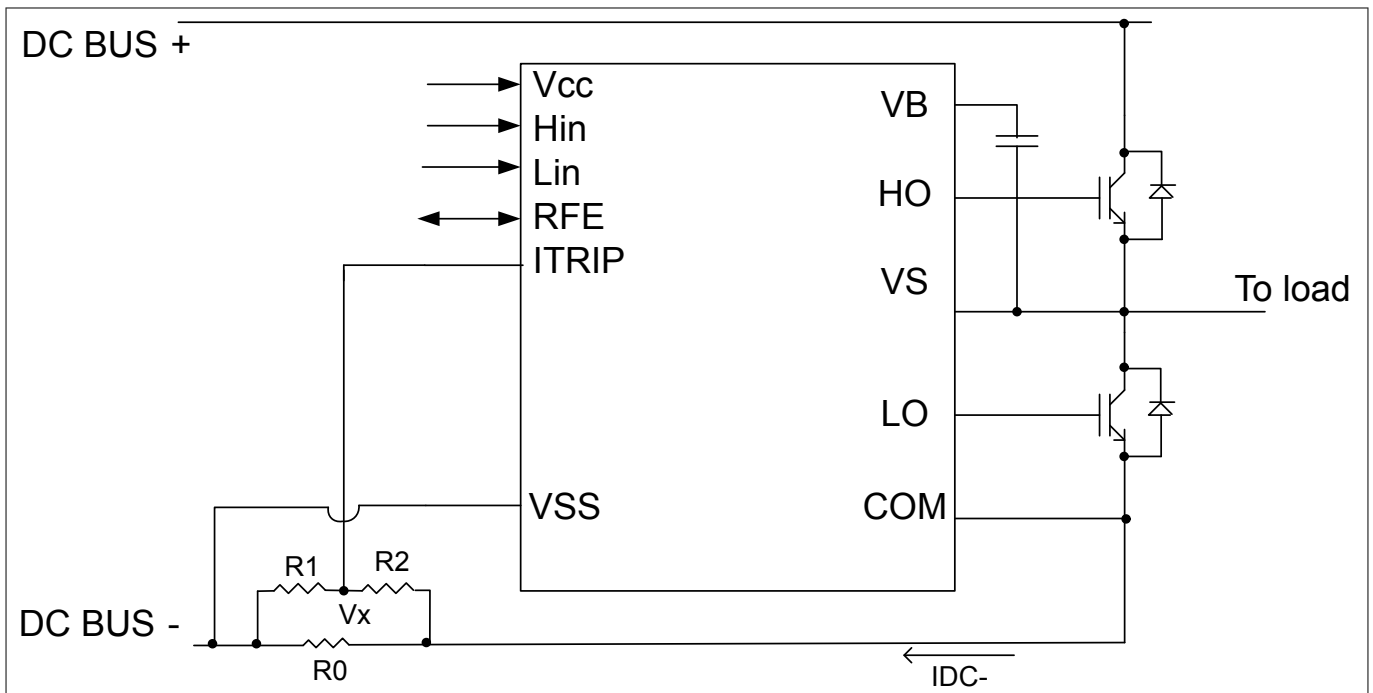 DC BUS +
Vcc
Hin
Lin
RFE
ITRIP
VSS
VB
HO
VS
LO
COM
To load
R1
R2
Vx
DC BUS -
R0
IDC-